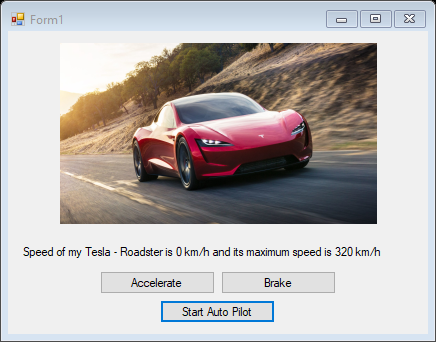 Form1
Speed of my Tesla - Roadster is 0 km/h and its maximum speed is 320 km/h
Accelerate
Brake
Start Auto Pilot